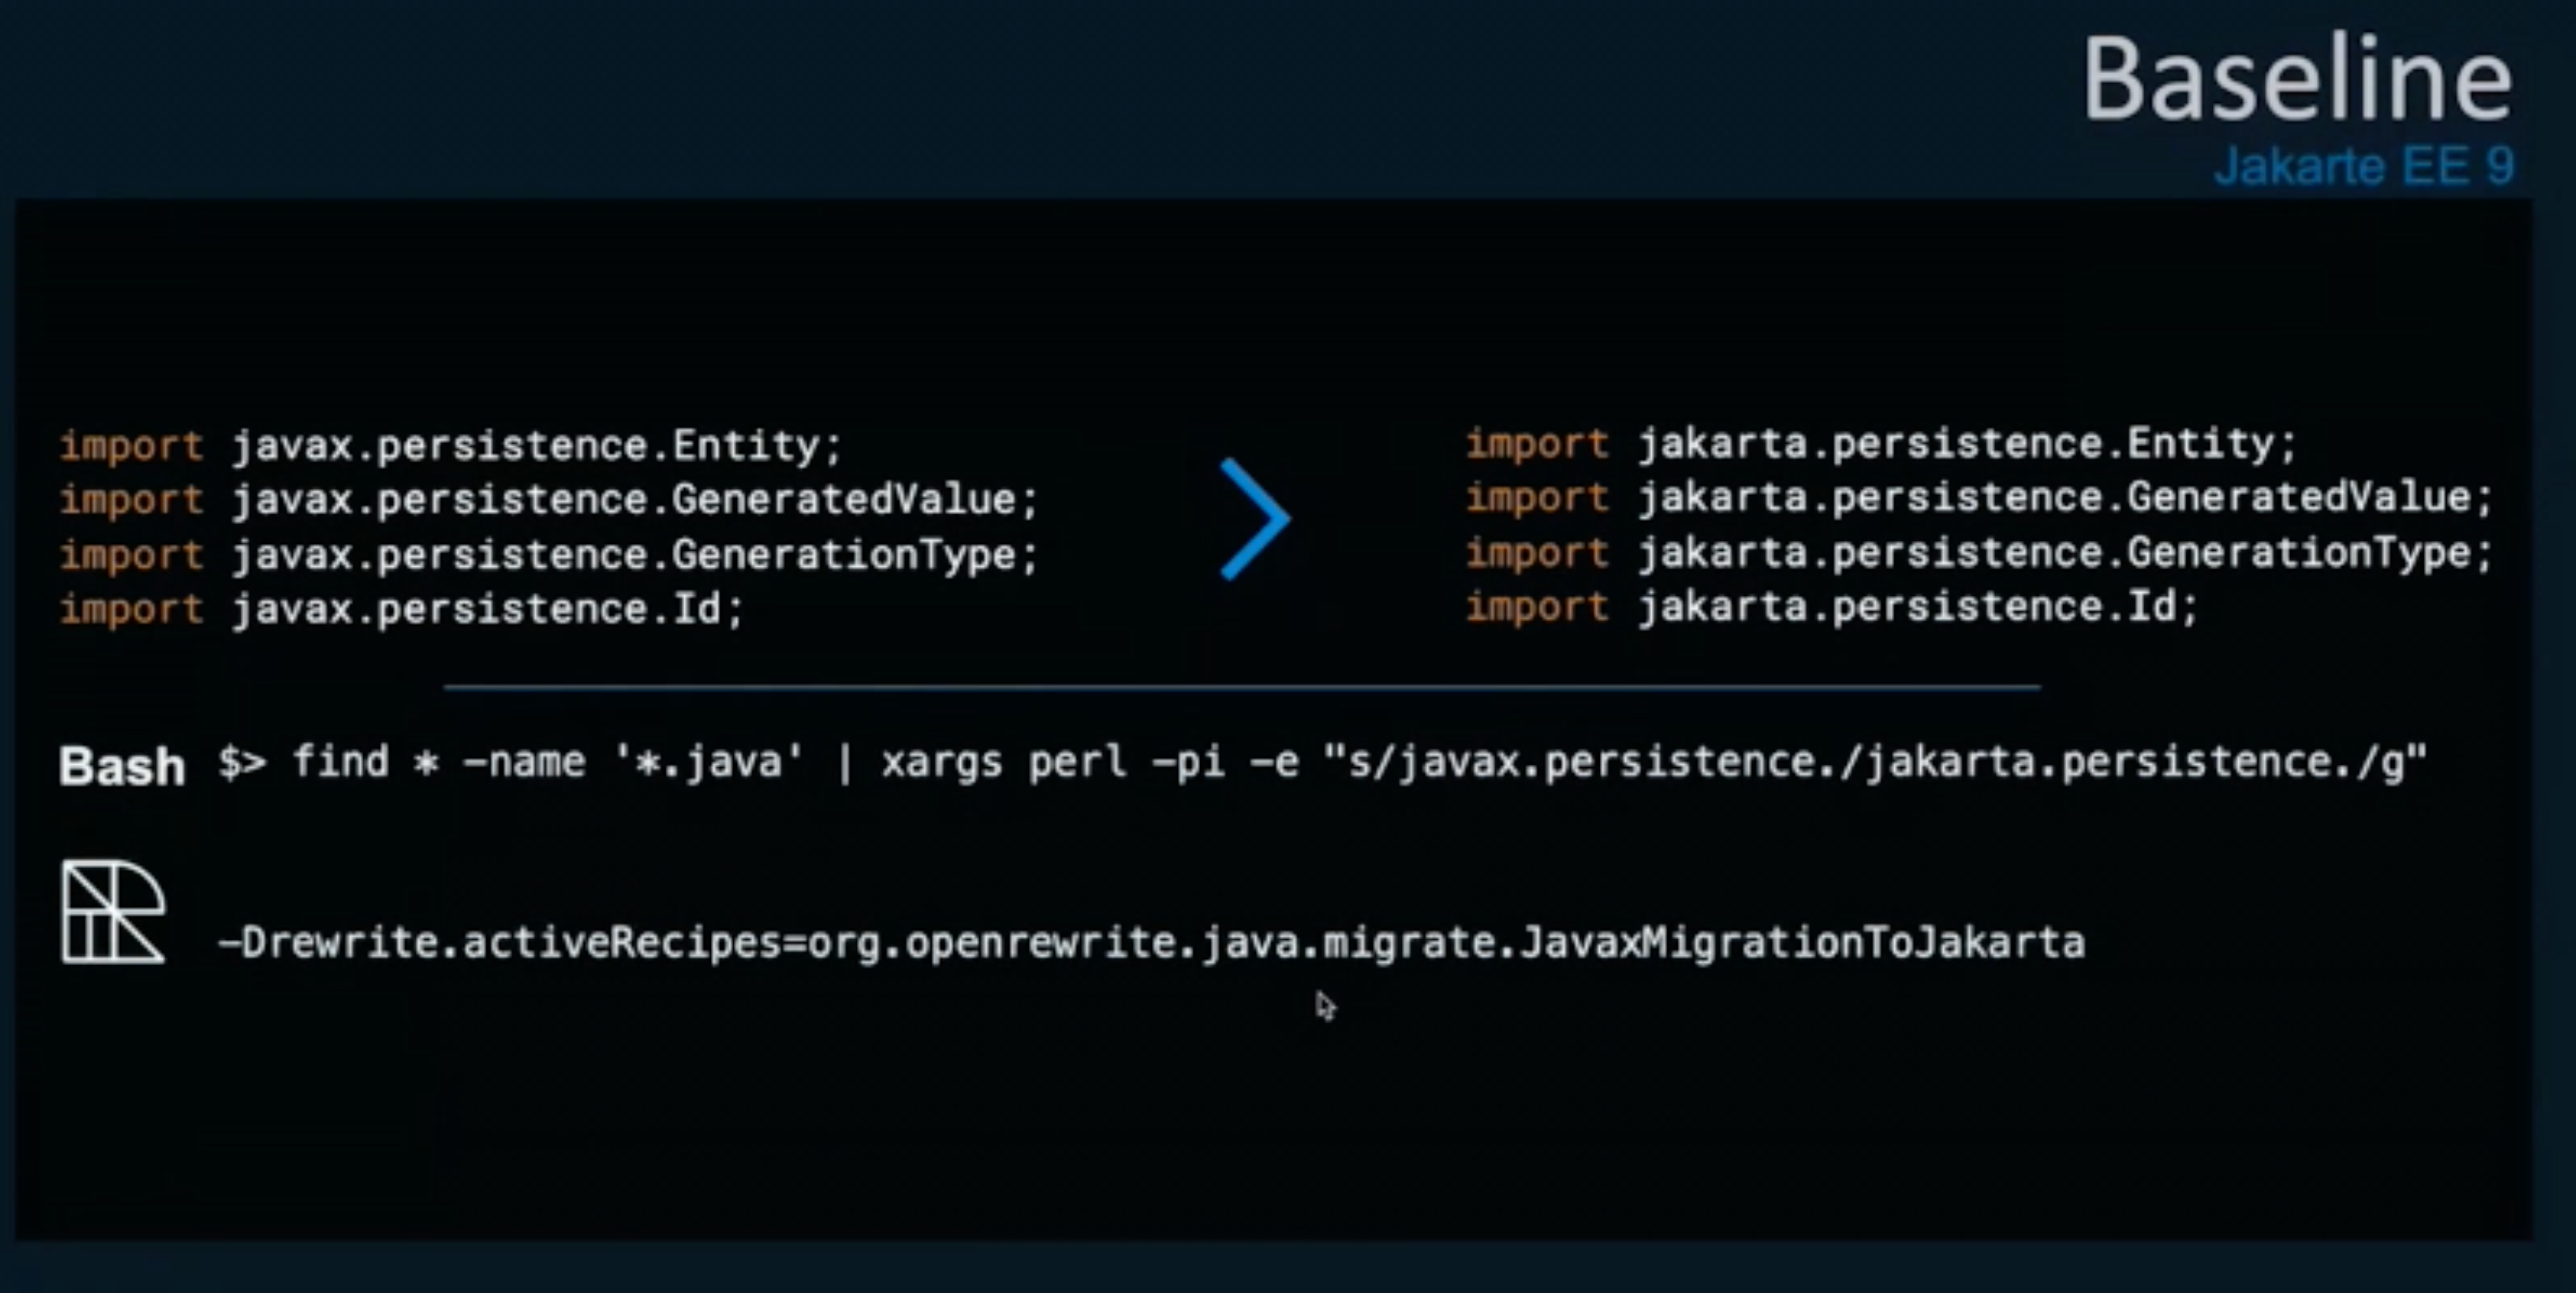 Baseline
Jakarte EE 9
import javax.persistence.Entity;
import javax.persistence.GeneratedValue;
import javax.persistence.GenerationType;
import javax.persistence.Id;
import jakarta.persistence.Entity;
import jakarta.persistence.GeneratedValue;
import jakarta.persistence.GenerationType;
import jakarta.persistence.Id;
Bash $> find * -name '*.java' | xargs perl -pi -e "s/javax.persistence./jakarta.persistence./g"
-Drewrite.activeRecipes=org.openrewrite.java.migrate.JavaxMigrationToJakarta